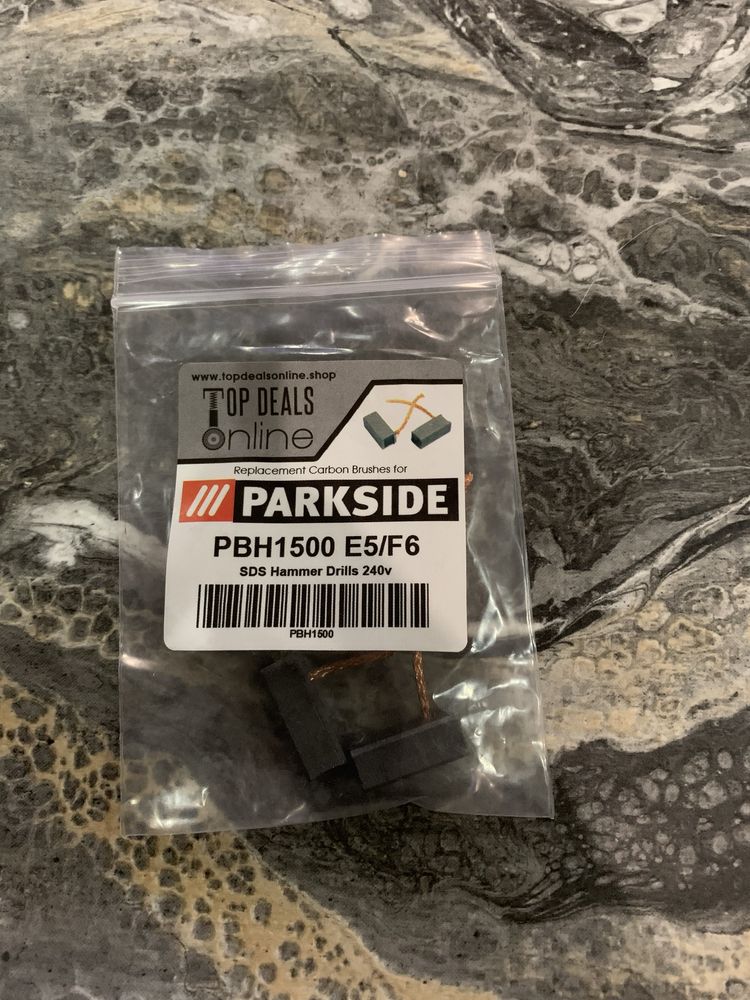 www.topdealsonline.shop
TOP DEALS
Online
Replacement Carbon Brushes for
PARKSIDE
PBH1500 E5/F6
SDS Hammer Drills 240v
PBH1500